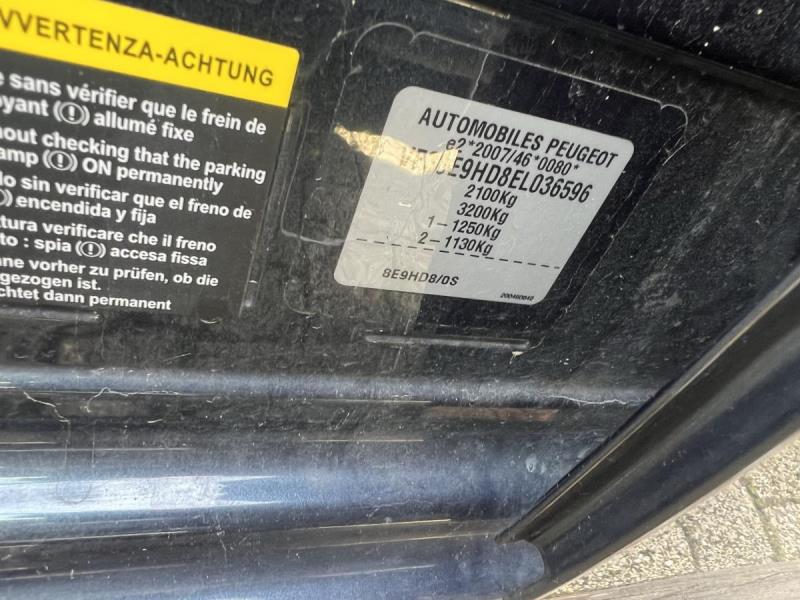 VVERTENZA-ACHTUNG
e sans vérifier que le frein de
oyant (!) allumé fixe
out checking that the parking
amp (!) ON permanently
lo sin verificar que el freno de
) encendida y fija
tura verificare che il freno
to : spia (!) accesa fissa
ne vorher zu prüfen, ob die
gezogen ist.
chtet dann permanent
AUTOMOBILES PEUGEOT
e2*2007/46*0080*
E9HD8EL036596
2100Kg
3200Kg
1-1250Kg
2-1130Kg
8E9HD8/0S